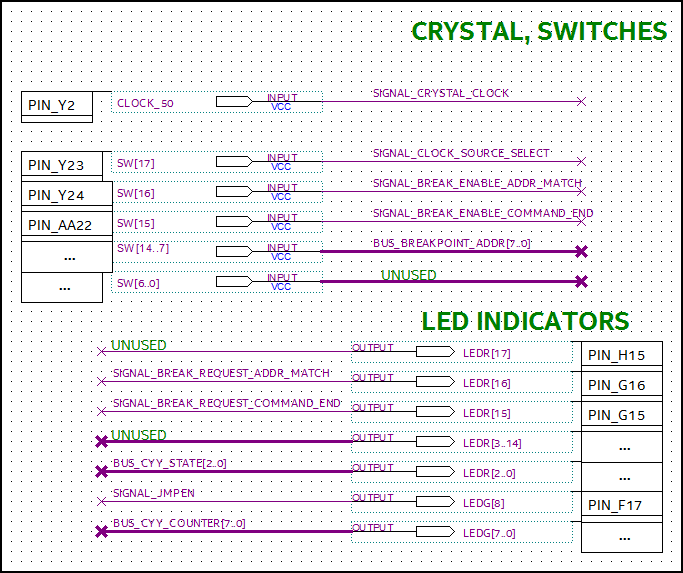 CRYSTAL, SWITCHES
PIN_Y2 CLOCK_50 INPUT VCC SIGNAL_CRYSTAL_CLOCK
PIN_Y23 SW[17] INPUT VCC SIGNAL_CLOCK_SOURCE_SELECT
PIN_Y24 SW[16] INPUT VCC SIGNAL_BREAK_ENABLE_ADDR_MATCH
PIN_AA22 SW[15] INPUT VCC SIGNAL_BREAK_ENABLE_COMMAND_END
... SW[14..7] INPUT VCC BUS_BREAKPOINT_ADDR[7..0]
... SW[6..0] INPUT VCC UNUSED
LED INDICATORS
UNUSED OUTPUT LEDR[17] PIN_H15
SIGNAL_BREAK_REQUEST_ADDR_MATCH OUTPUT LEDR[16] PIN_G16
SIGNAL_BREAK_REQUEST_COMMAND_END OUTPUT LEDR[15] PIN_G15
UNUSED OUTPUT LEDR[3..14] ...
BUS_CYY_STATE[2..0] OUTPUT LEDR[2..0] ...
SIGNAL_JMPEN OUTPUT LEDG[8] PIN_F17
BUS_CYY_COUNTER[7..0] OUTPUT LEDG[7..0] ...